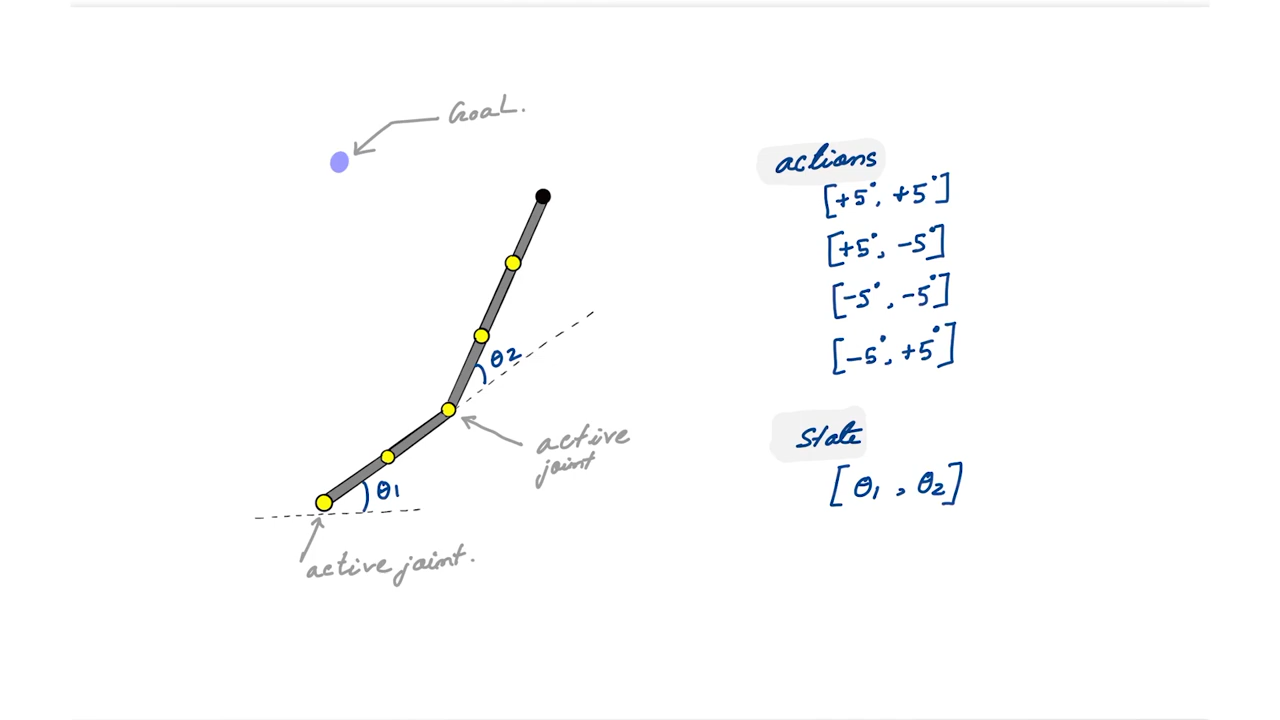 Goal.
actions
[+5°, +5°]
[+5°, -5°]
[-5°, -5°]
[-5°, +5°]
θ2
active
joint
State
[θ1, θ2]
θ1
active joint.